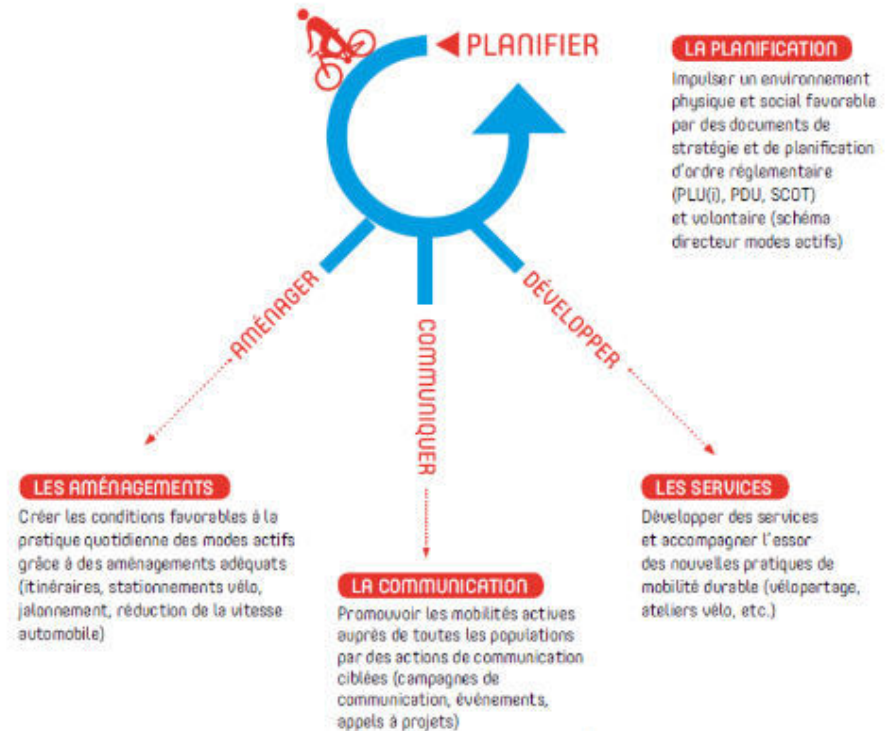 PLANIFIER
LA PLANIFICATION
Impulser un environnement
physique et social favorable
par des documents de
stratégie et de planification
d'ordre réglementaire
(PLU(i), PDU, SCOT)
et volontaire (schéma
directeur modes actifs)
AMÉNAGER
COMMUNIQUER
DÉVELOPPER
LES AMÉNAGEMENTS
Créer les conditions favorables à la
pratique quotidienne des modes actifs
grâce à des aménagements adéquats
(itinéraires, stationnements vélo,
jalonnement, réduction de la vitesse
automobile)
LA COMMUNICATION
Promouvoir les mobilités actives
auprès de toutes les populations
par des actions de communication
ciblées (campagnes de
communication, événements,
appels à projets)
LES SERVICES
Développer des services
et accompagner l'essor
des nouvelles pratiques de
mobilité durable (vélopartage,
ateliers vélo, etc.)